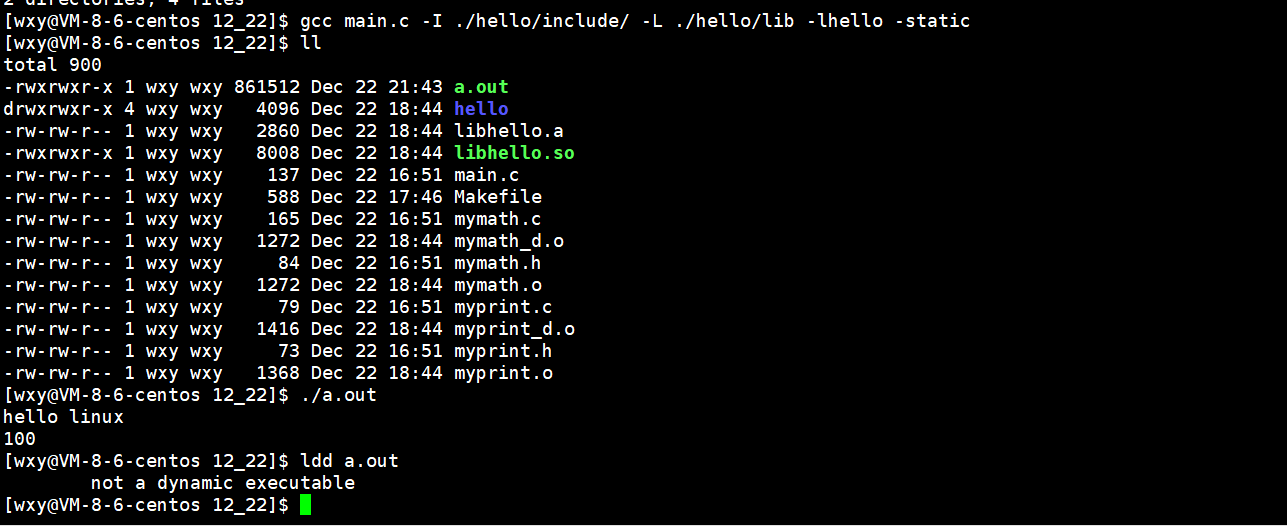 2 directories, 4 files
[wxy@VM-8-6-centos 12_22]$ gcc main.c -I ./hello/include/ -L ./hello/lib -lhello -static
[wxy@VM-8-6-centos 12_22]$ ll
total 900
-rwxrwxr-x 1 wxy wxy 861512 Dec 22 21:43 a.out
drwxrwxr-x 4 wxy wxy   4096 Dec 22 18:44 hello
-rw-rw-r-- 1 wxy wxy   2860 Dec 22 18:44 libhello.a
-rwxrwxr-x 1 wxy wxy   8008 Dec 22 18:44 libhello.so
-rw-rw-r-- 1 wxy wxy    137 Dec 22 16:51 main.c
-rw-rw-r-- 1 wxy wxy    588 Dec 22 17:46 Makefile
-rw-rw-r-- 1 wxy wxy    165 Dec 22 16:51 mymath.c
-rw-rw-r-- 1 wxy wxy   1272 Dec 22 18:44 mymath_d.o
-rw-rw-r-- 1 wxy wxy     84 Dec 22 16:51 mymath.h
-rw-rw-r-- 1 wxy wxy   1272 Dec 22 18:44 mymath.o
-rw-rw-r-- 1 wxy wxy     79 Dec 22 16:51 myprint.c
-rw-rw-r-- 1 wxy wxy   1416 Dec 22 18:44 myprint_d.o
-rw-rw-r-- 1 wxy wxy     73 Dec 22 16:51 myprint.h
-rw-rw-r-- 1 wxy wxy   1368 Dec 22 18:44 myprint.o
[wxy@VM-8-6-centos 12_22]$ ./a.out
hello linux
100
[wxy@VM-8-6-centos 12_22]$ ldd a.out
        not a dynamic executable
[wxy@VM-8-6-centos 12_22]$